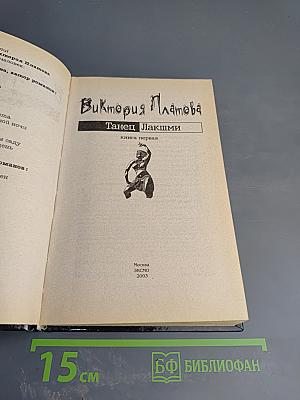 Виктория Платова
Танец Лакшми
книга первая
Москва
ЭКСМО
2003
15 см
БФ БИБЛИОФАН